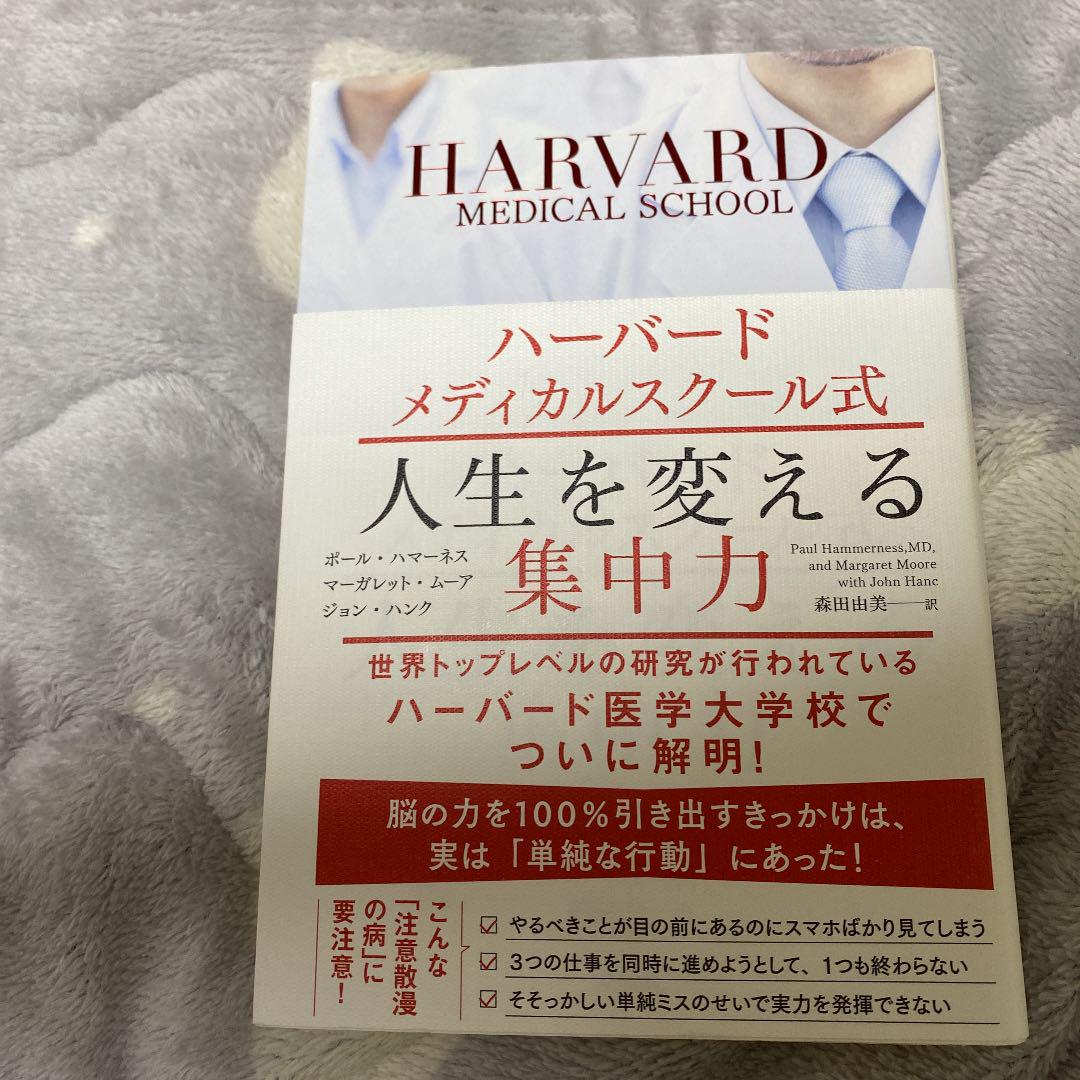 HARVARD
MEDICAL SCHOOL
ハーバード
メディカルスクール式
人生を変える
集中力
ポール・ハマーネス
マーガレット・ムーア
ジョン・ハンク
Paul Hammerness,MD,
and Margaret Moore
with John Hanc
森田由美──訳
世界トップレベルの研究が行われている
ハーバード医学大学校で
ついに解明!
脳の力を100%引き出すきっかけは、
実は「単純な行動」にあった!
こんな
「注意散漫
の病」に
要注意!
☑ やるべきことが目の前にあるのにスマホばかり見てしまう
☑ 3つの仕事を同時に進めようとして、1つも終わらない
☑ そそっかしい単純ミスのせいで実力を発揮できない